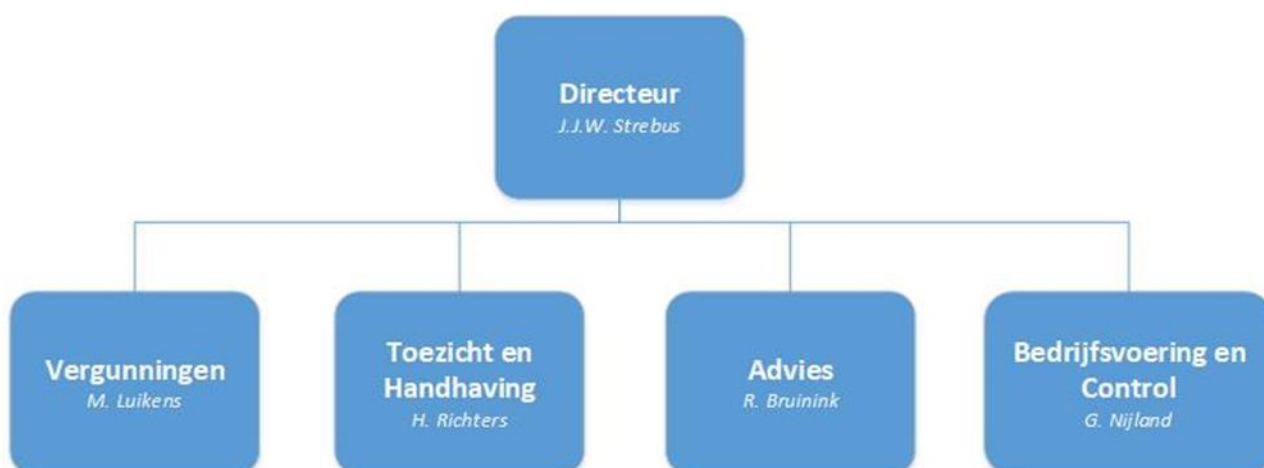 Directeur
J.J.W. Strebus
Vergunningen
M. Luikens
Toezicht en
Handhaving
H. Richters
Advies
R. Bruinink
Bedrijfsvoering en
Control
G. Nijland